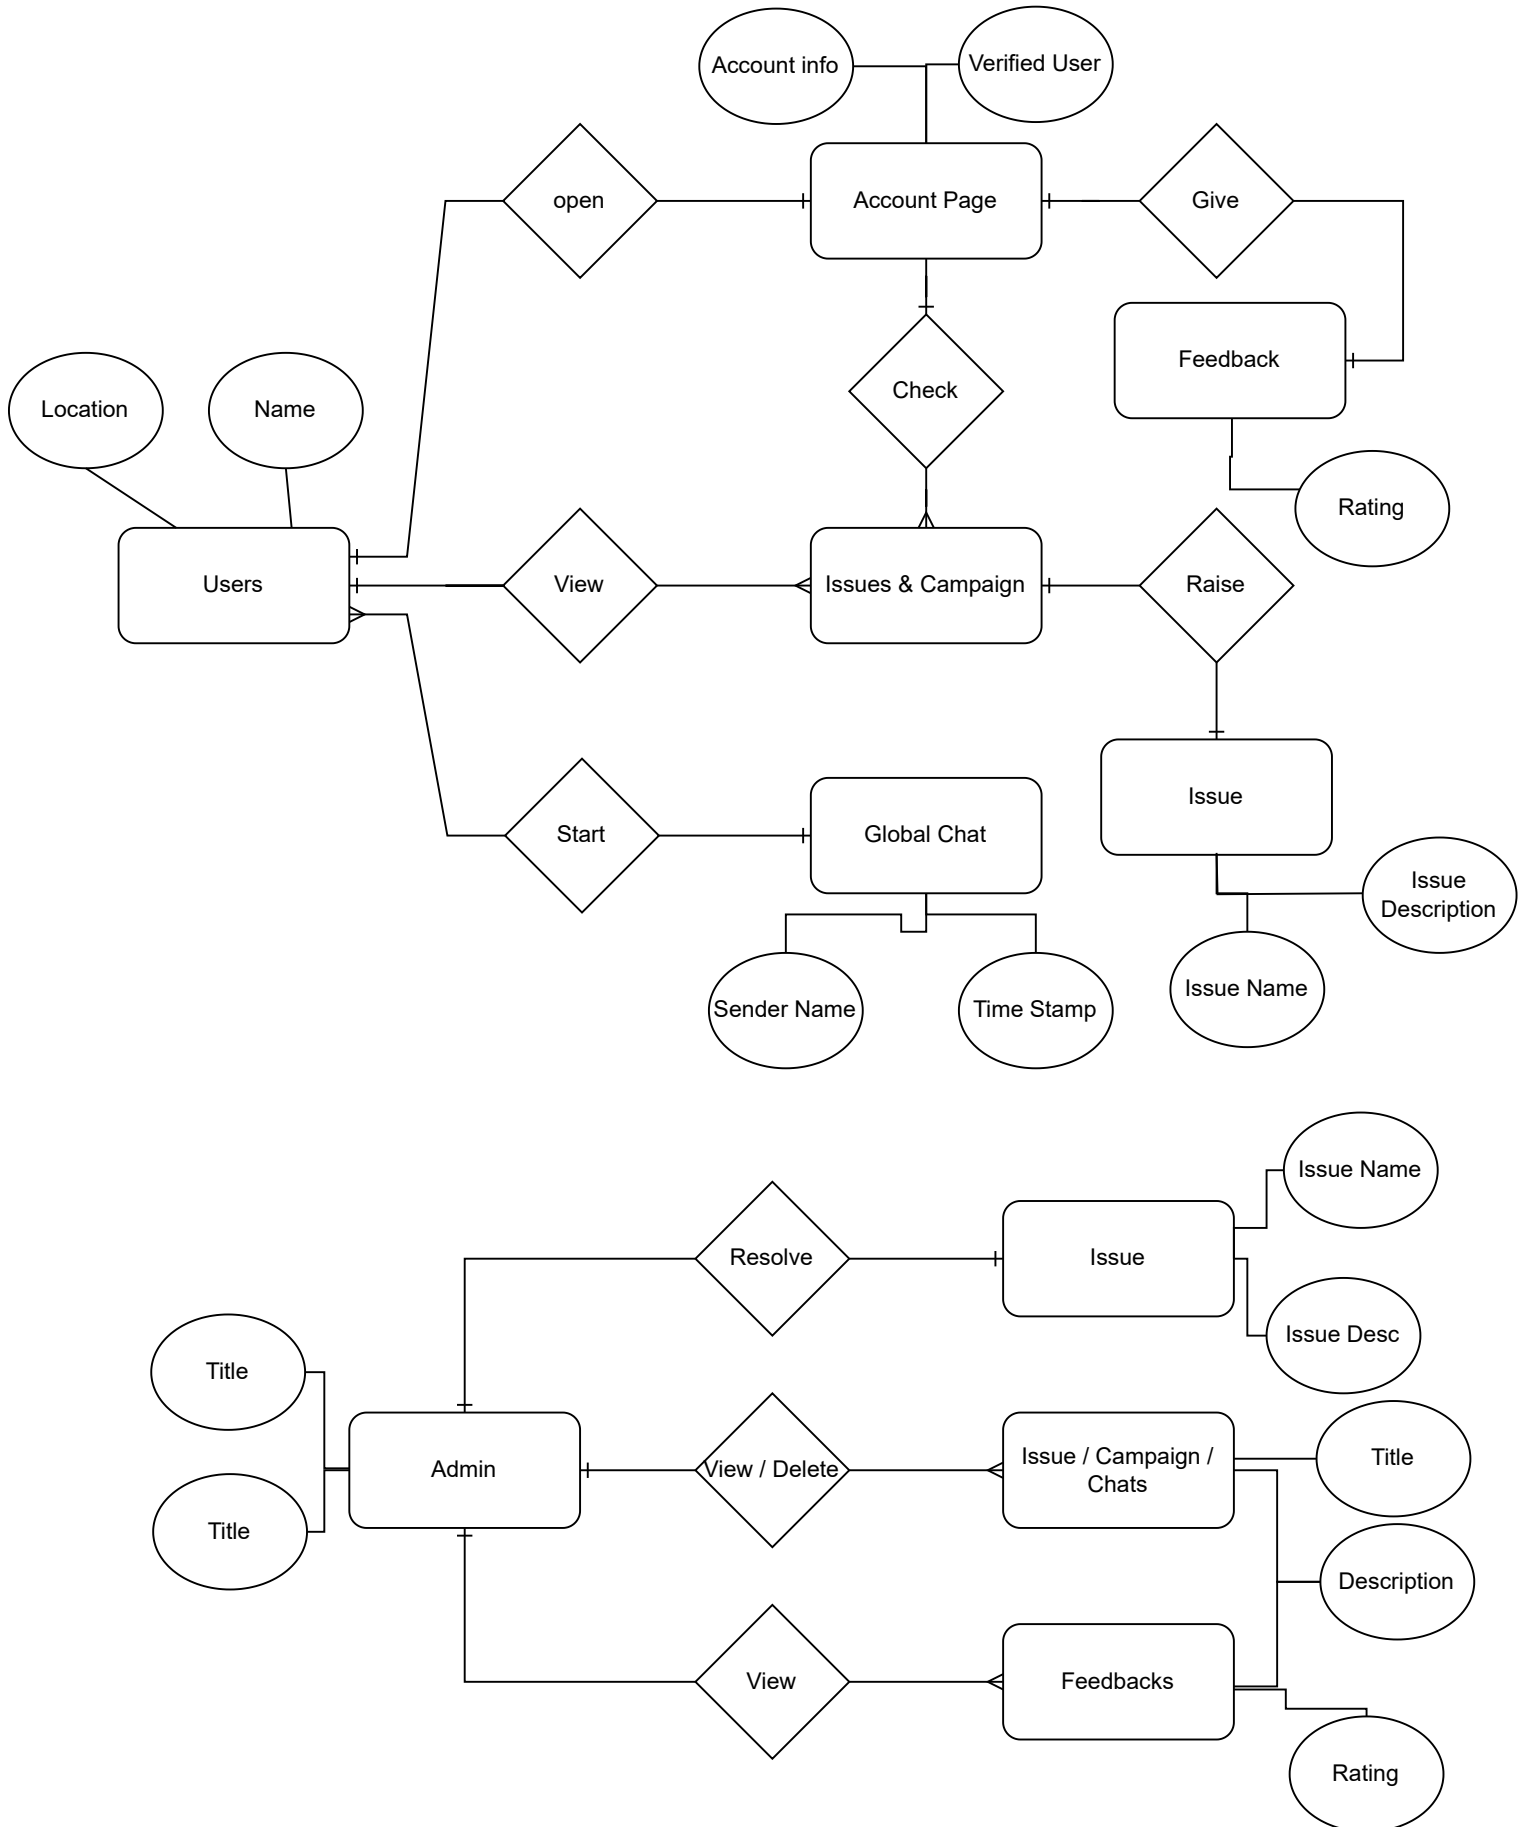 Account info
Verified User
open
Account Page
Give
Feedback
Check
Location
Name
Rating
Users
View
Issues & Campaign
Raise
Issue
Start
Global Chat
Issue
Description
Sender Name
Time Stamp
Issue Name
Issue Name
Resolve
Issue
Issue Desc
Title
Admin
View / Delete
Issue / Campaign /
Chats
Title
Title
Description
View
Feedbacks
Rating